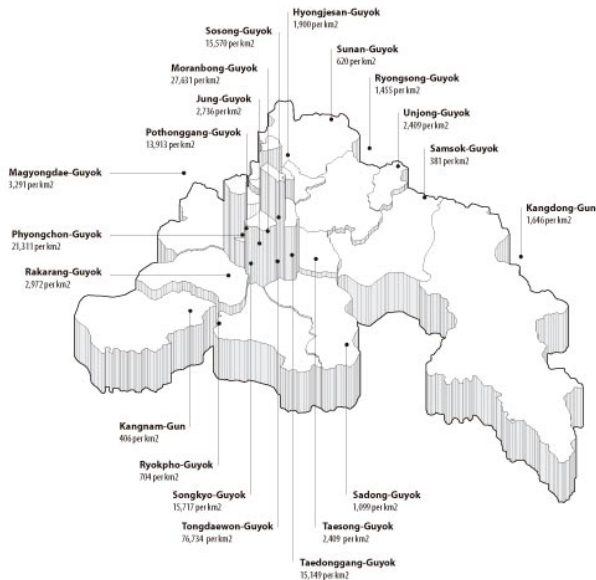 Hyongjesan-Guyok
1,900 per km2
Sosong-Guyok
15,570 per km2
Sunan-Guyok
620 per km2
Moranbong-Guyok
27,631 per km2
Ryongsong-Guyok
1,455 per km2
Jung-Guyok
2,736 per km2
Unjong-Guyok
2,409 per km2
Pothonggang-Guyok
13,913 per km2
Samsok-Guyok
381 per km2
Magyongdae-Guyok
3,291 per km2
Kangdong-Gun
1,646 per km2
Phyongchon-Guyok
21,311 per km2
Rakarang-Guyok
2,972 per km2
Kangnam-Gun
406 per km2
Ryokpho-Guyok
704 per km2
Songkyo-Guyok
15,717 per km2
Sadong-Guyok
1,099 per km2
Tongdaewon-Guyok
76,734 per km2
Taesong-Guyok
2,409 per km2
Taedonggang-Guyok
15,149 per km2